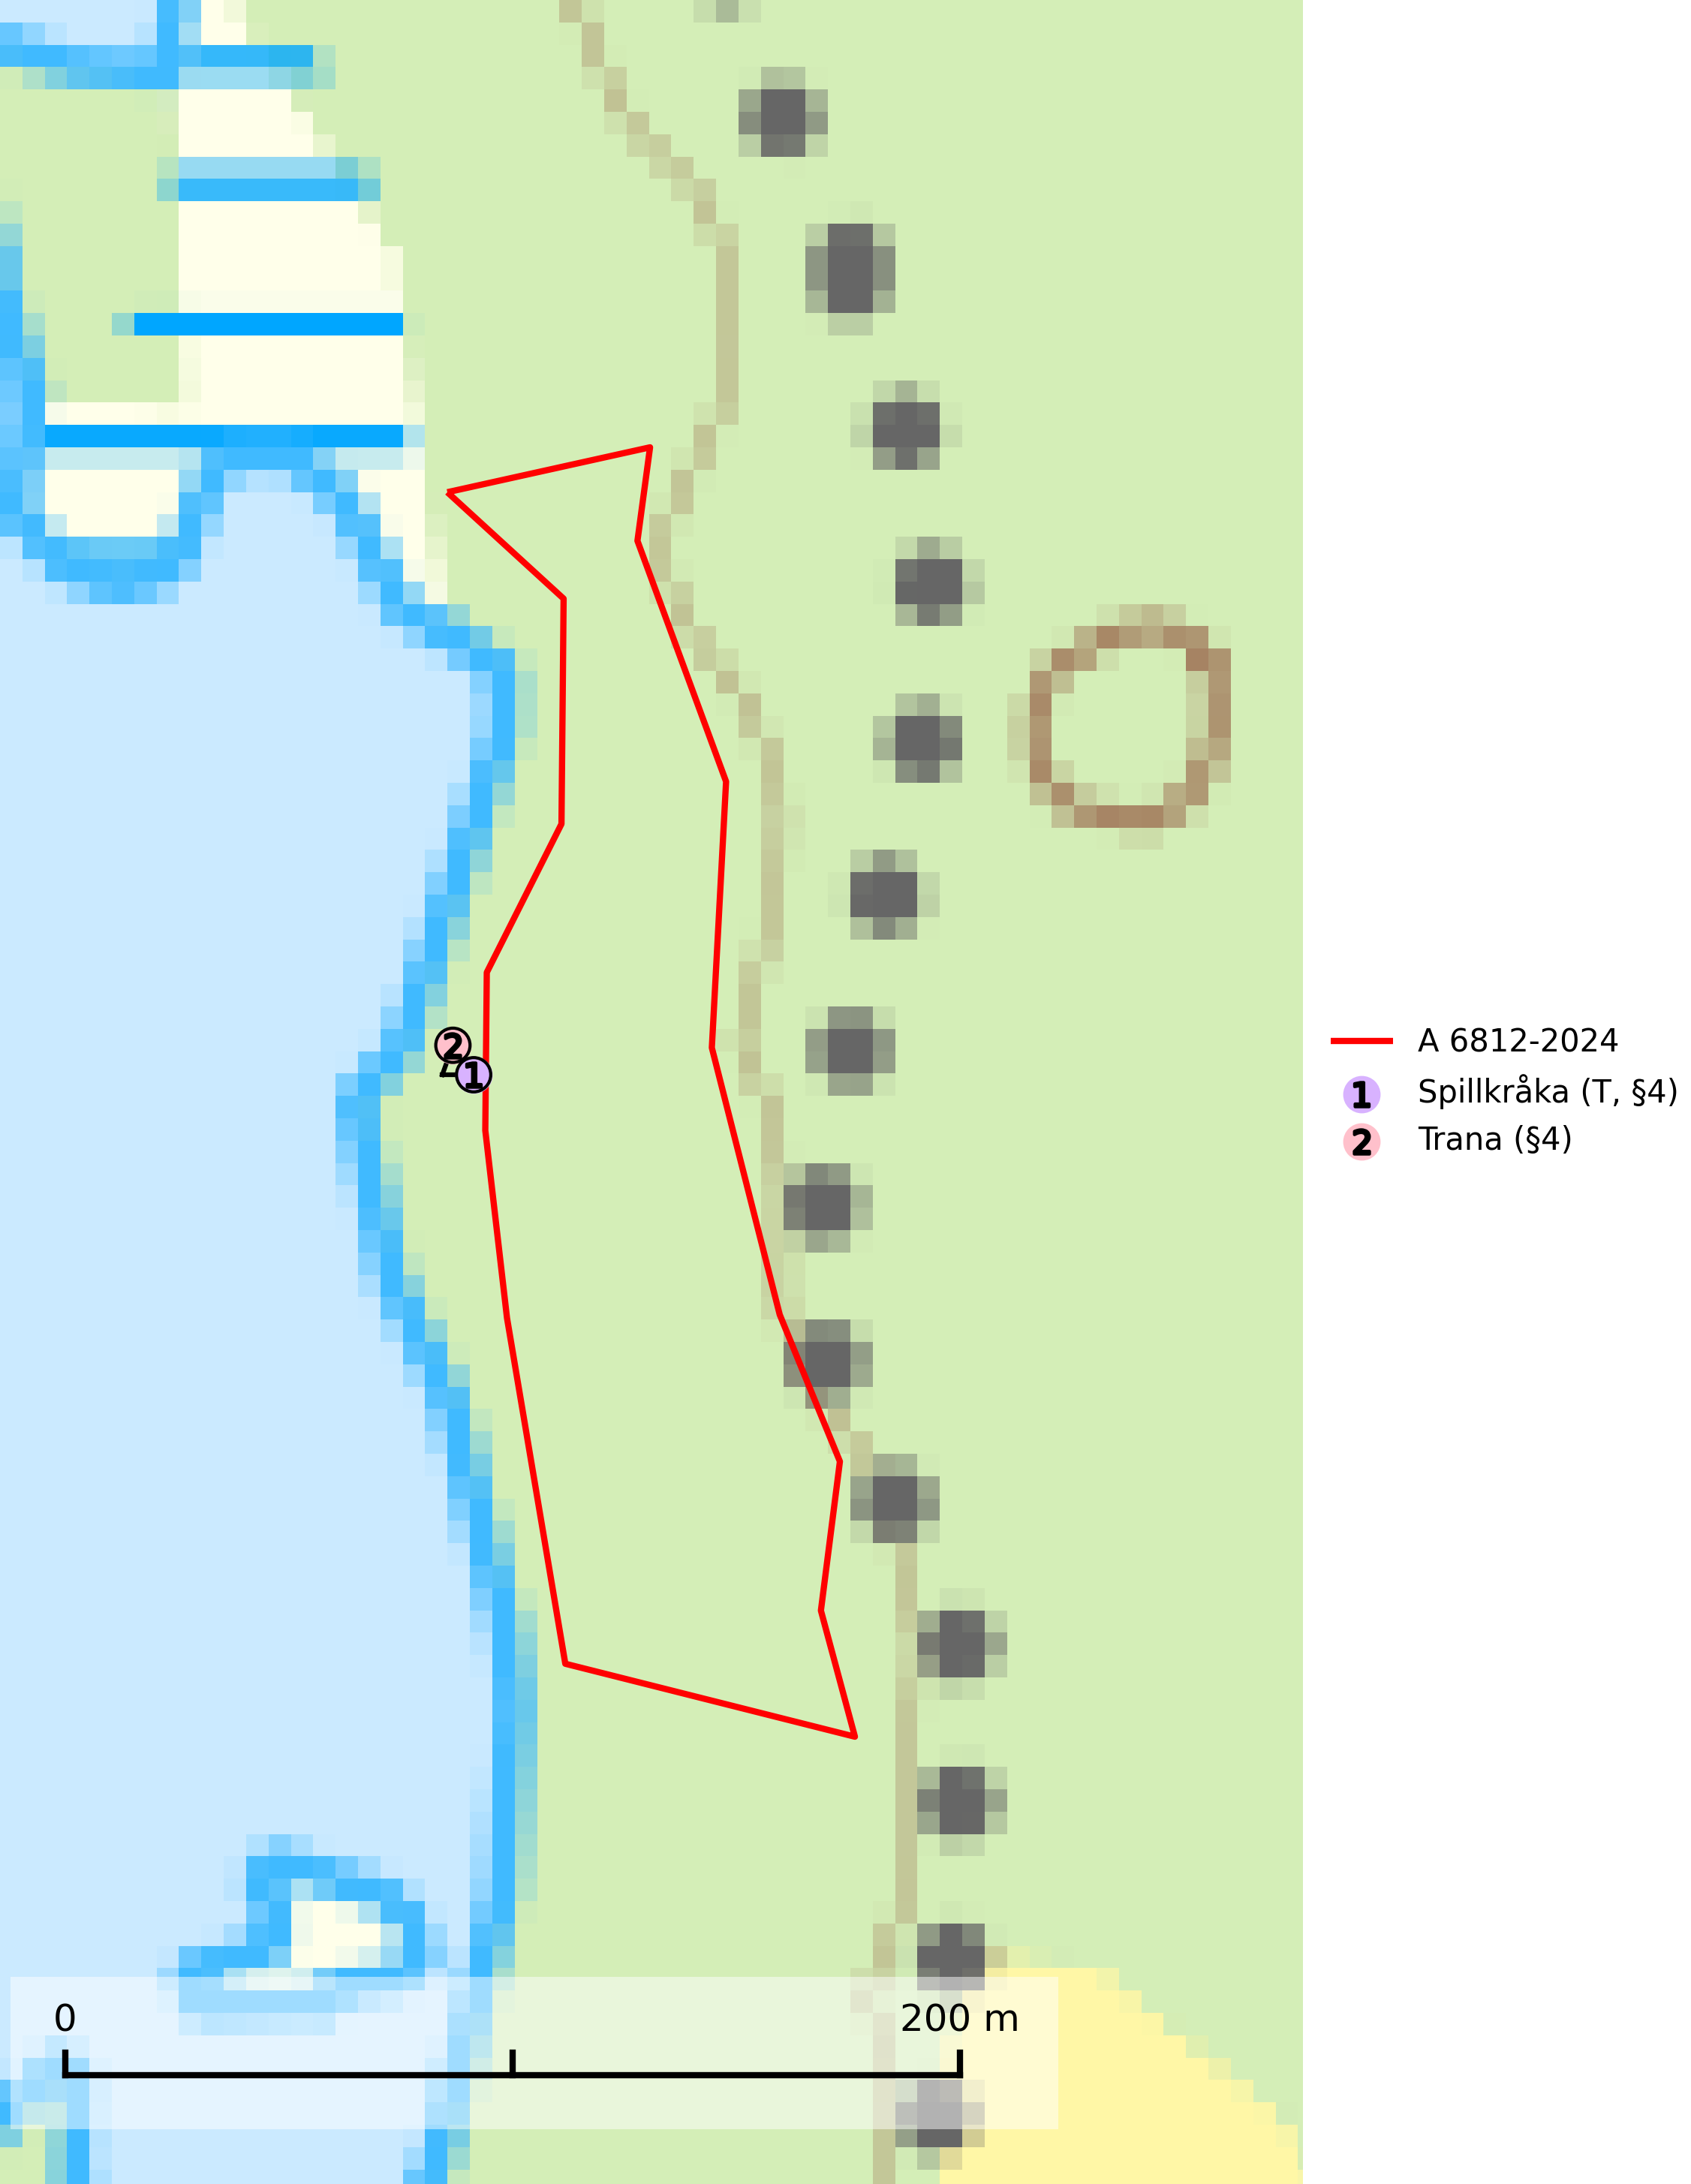 2
1
A 6812-2024
1 Spillkråka (T, §4)
2 Trana (§4)
0 200 m